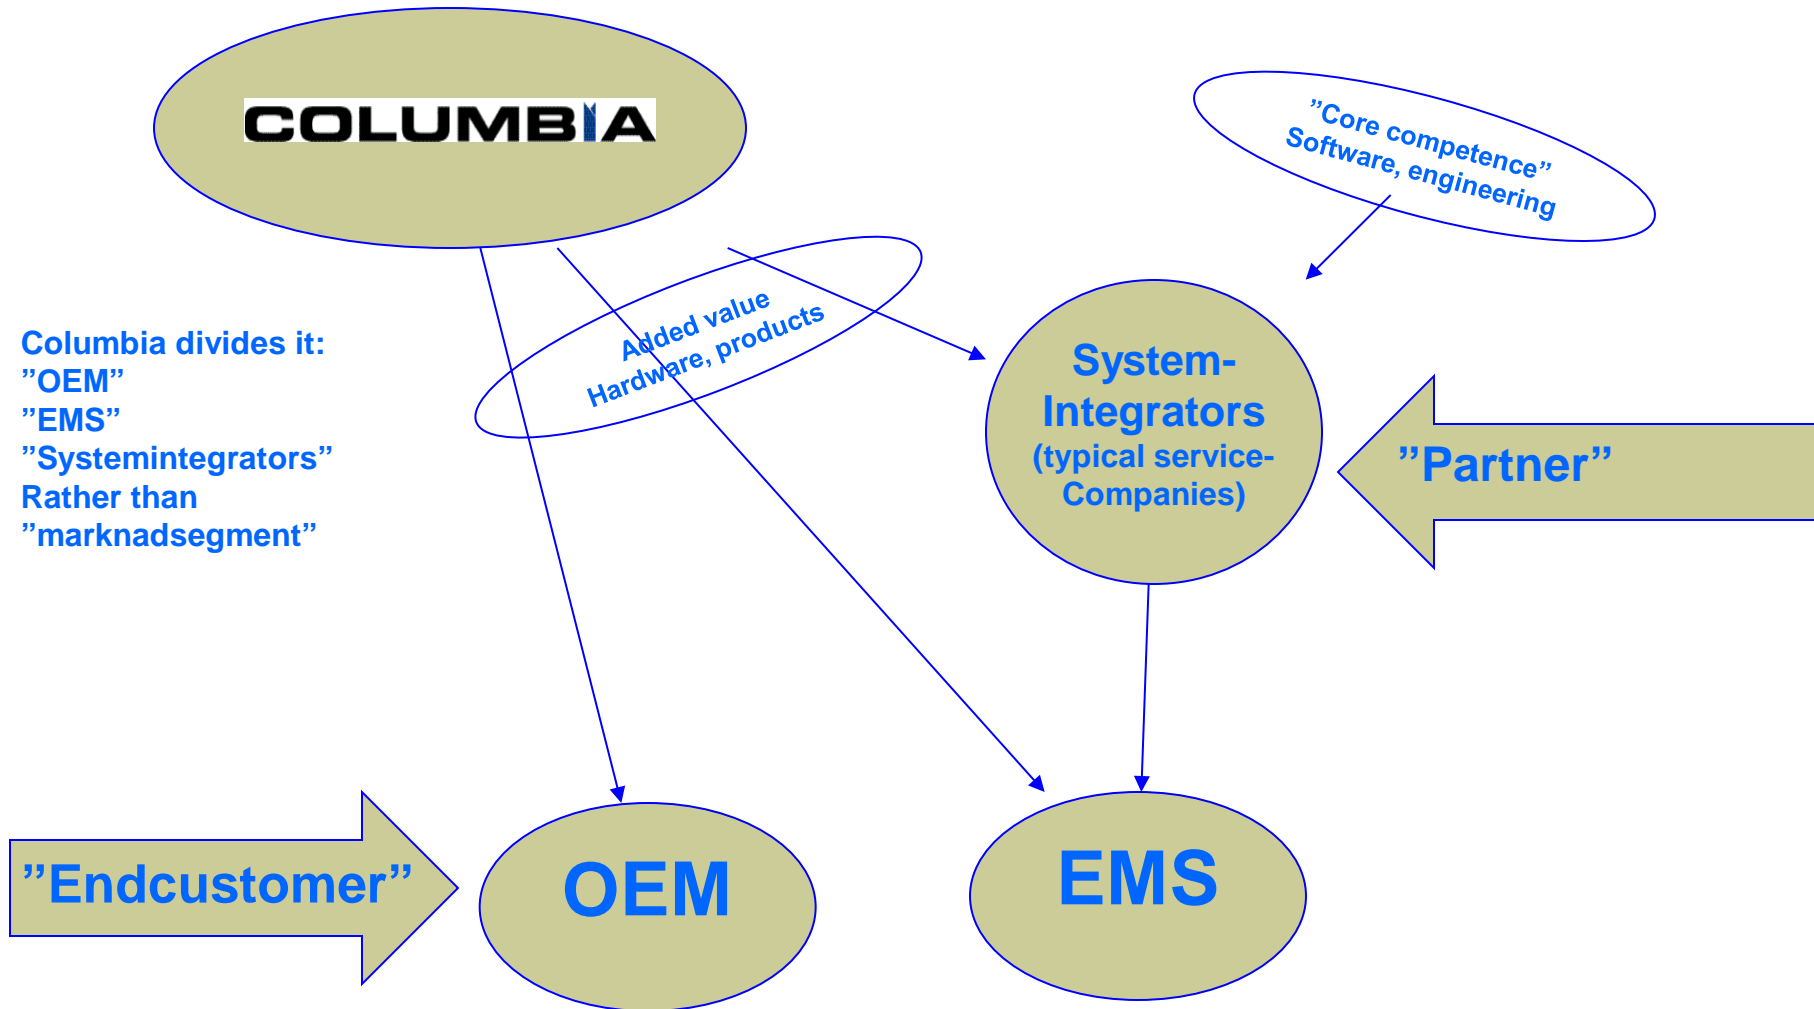 COLUMBIA
”Core competence”
Software, engineering
Added value
Hardware, products
Columbia divides it:
”OEM”
”EMS”
”Systemintegrators”
Rather than
”marknadsegment”
System-
Integrators
(typical service-
Companies)
”Partner”
”Endcustomer”
OEM
EMS